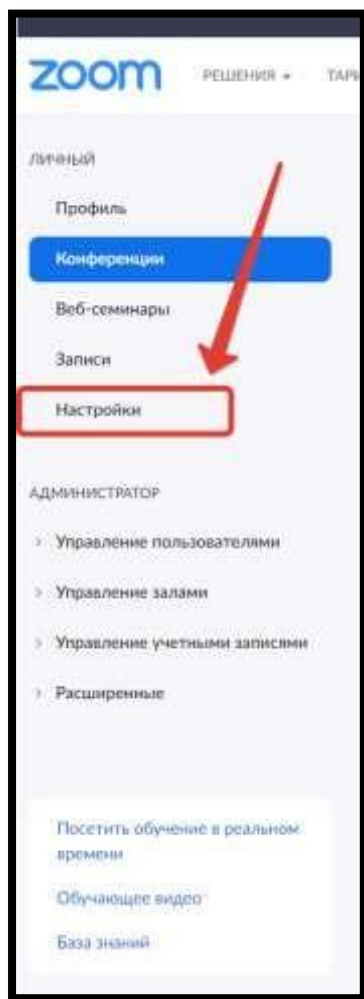 zoom РЕШЕНИЯ
ЛИЧНЫЙ
Профиль
Конференции
Веб-семинары
Записи
Настройки
АДМИНИСТРАТОР
Управление пользователями
Управление залами
Управление учетными записями
Расширенные
Посетить обучение в реальном
времени
Обучающее видео
База знаний